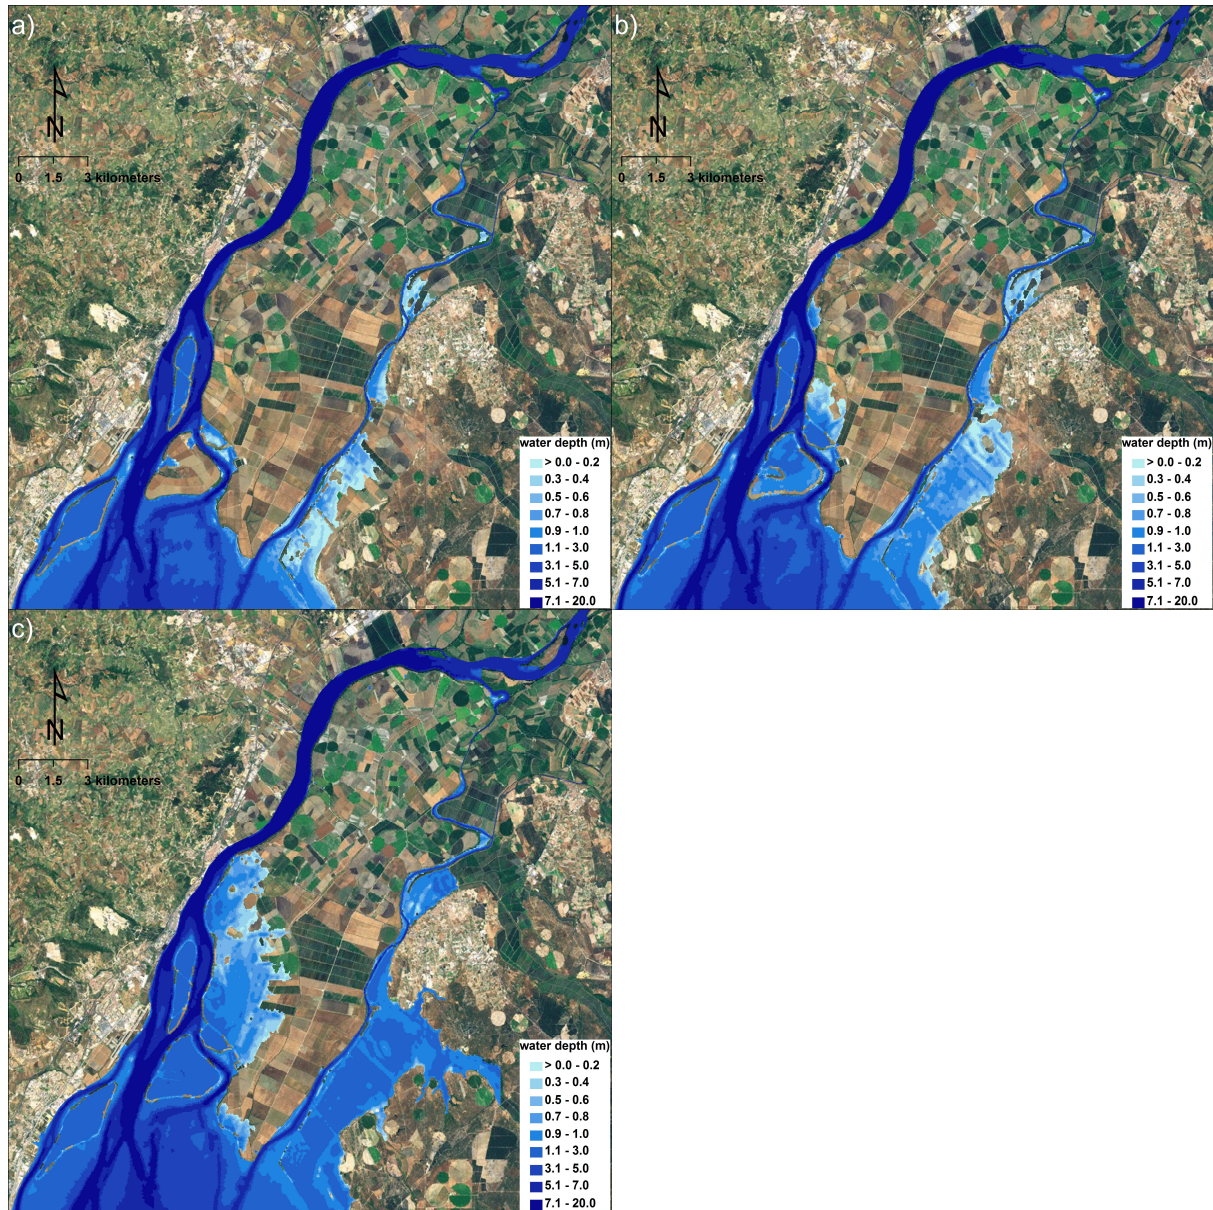 a)
N
0 1.5 3 kilometers
water depth (m)
> 0.0 - 0.2
0.3 - 0.4
0.5 - 0.6
0.7 - 0.8
0.9 - 1.0
1.1 - 3.0
3.1 - 5.0
5.1 - 7.0
7.1 - 20.0
b)
N
0 1.5 3 kilometers
water depth (m)
> 0.0 - 0.2
0.3 - 0.4
0.5 - 0.6
0.7 - 0.8
0.9 - 1.0
1.1 - 3.0
3.1 - 5.0
5.1 - 7.0
7.1 - 20.0
c)
N
0 1.5 3 kilometers
water depth (m)
> 0.0 - 0.2
0.3 - 0.4
0.5 - 0.6
0.7 - 0.8
0.9 - 1.0
1.1 - 3.0
3.1 - 5.0
5.1 - 7.0
7.1 - 20.0